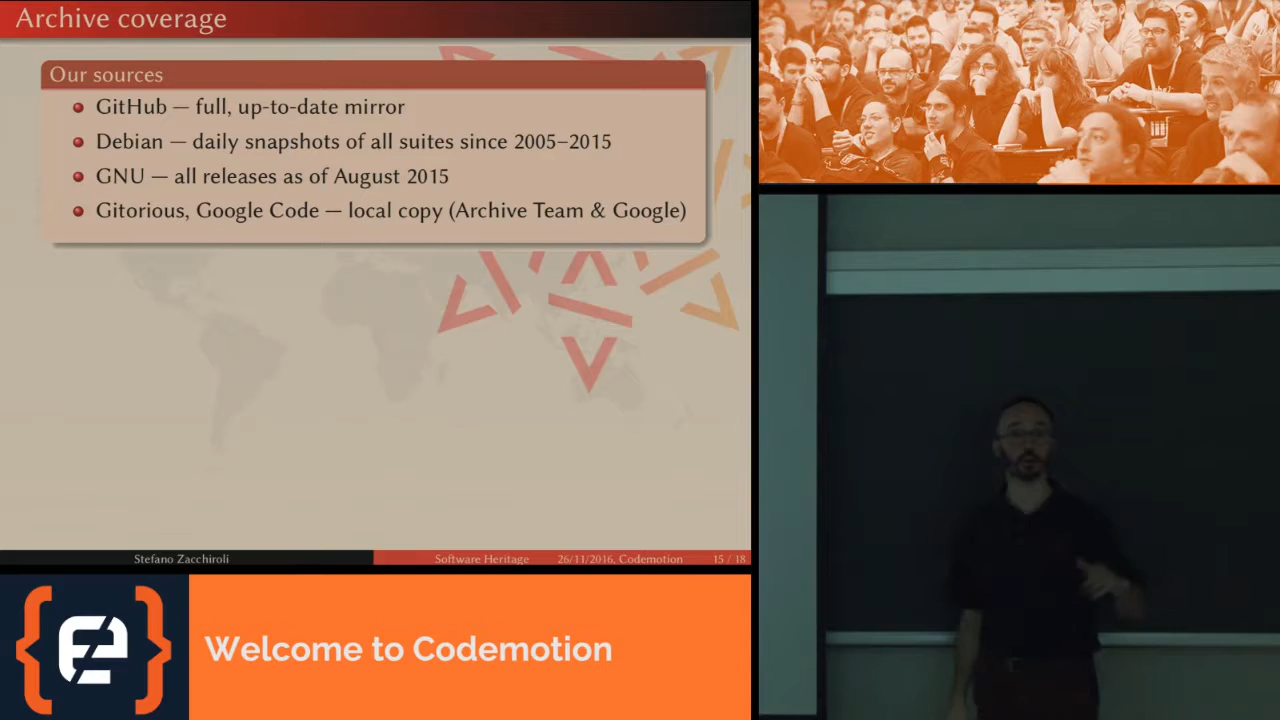 Archive coverage
Our sources
GitHub — full, up-to-date mirror
Debian — daily snapshots of all suites since 2005–2015
GNU — all releases as of August 2015
Gitorious, Google Code — local copy (Archive Team & Google)
Stefano Zacchiroli Software Heritage 26/11/2016, Codemotion 15 / 18
Welcome to Codemotion